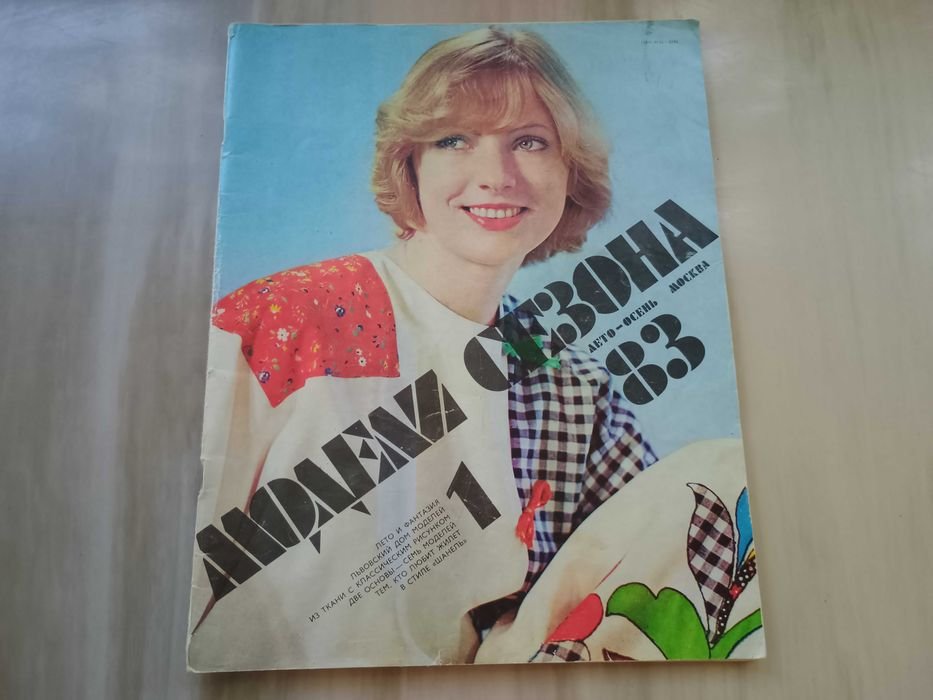 МОДЕЛИ СЕЗОНА
ЛЕТО-ОСЕНЬ МОСКВА
83
1
ЛЕТО И ФАНТАЗИЯ
ЛЬВОВСКИЙ ДОМ МОДЕЛЕЙ
ИЗ ТКАНИ С КЛАССИЧЕСКИМ РИСУНКОМ
ДВЕ ОСНОВЫ—СЕМЬ МОДЕЛЕЙ
ТЕМ, КТО ЛЮБИТ ЖИЛЕТ
В СТИЛЕ «ШАНЕЛЬ»